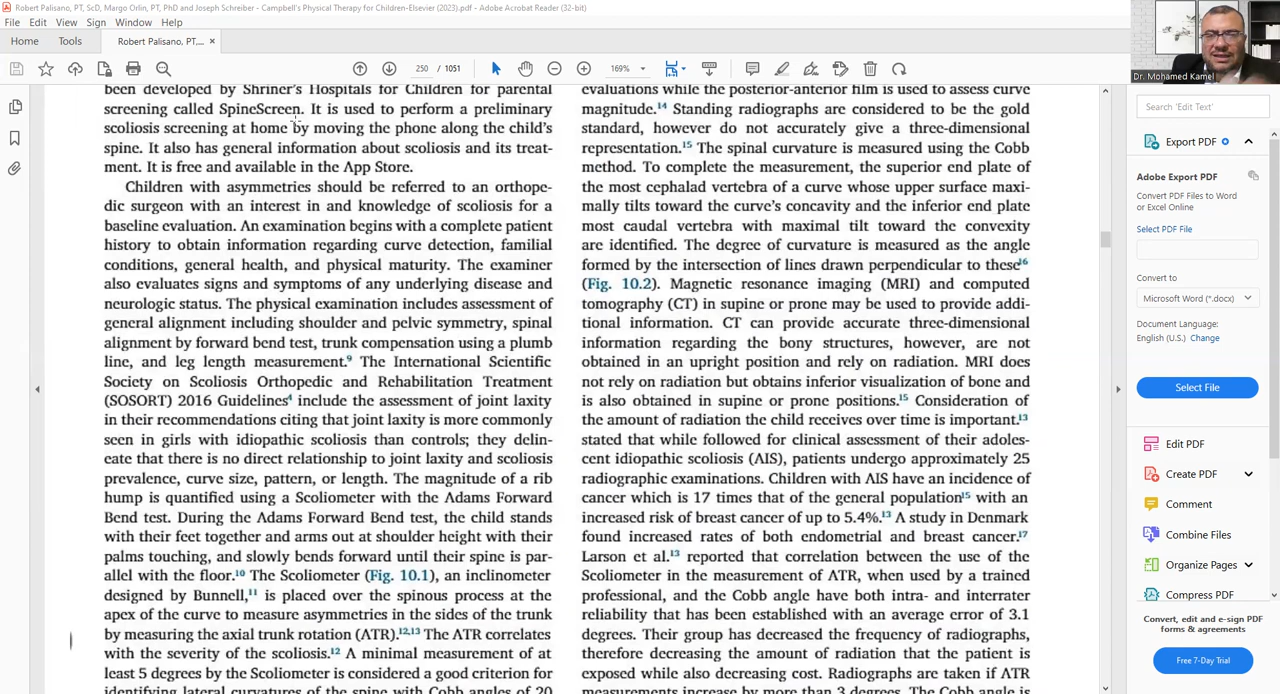 Robert Palisano, PT, ScD, Margo Orlin, PT, PhD and Joseph Schreiber - Campbell's Physical Therapy for Children-Elsevier (2023).pdf - Adobe Acrobat Reader (32-bit)
File Edit View Sign Window Help
Home Tools Robert Palisano, PT,... ×
250 / 1051 169%
been developed by Shriner's Hospitals for Children for parental
screening called SpineScreen. It is used to perform a preliminary
scoliosis screening at home by moving the phone along the child's
spine. It also has general information about scoliosis and its treat-
ment. It is free and available in the App Store.
Children with asymmetries should be referred to an orthope-
dic surgeon with an interest in and knowledge of scoliosis for a
baseline evaluation. An examination begins with a complete patient
history to obtain information regarding curve detection, familial
conditions, general health, and physical maturity. The examiner
also evaluates signs and symptoms of any underlying disease and
neurologic status. The physical examination includes assessment of
general alignment including shoulder and pelvic symmetry, spinal
alignment by forward bend test, trunk compensation using a plumb
line, and leg length measurement.9 The International Scientific
Society on Scoliosis Orthopedic and Rehabilitation Treatment
(SOSORT) 2016 Guidelines4 include the assessment of joint laxity
in their recommendations citing that joint laxity is more commonly
seen in girls with idiopathic scoliosis than controls; they delin-
eate that there is no direct relationship to joint laxity and scoliosis
prevalence, curve size, pattern, or length. The magnitude of a rib
hump is quantified using a Scoliometer with the Adams Forward
Bend test. During the Adams Forward Bend test, the child stands
with their feet together and arms out at shoulder height with their
palms touching, and slowly bends forward until their spine is par-
allel with the floor.10 The Scoliometer (Fig. 10.1), an inclinometer
designed by Bunnell,11 is placed over the spinous process at the
apex of the curve to measure asymmetries in the sides of the trunk
by measuring the axial trunk rotation (ATR).12,13 The ATR correlates
with the severity of the scoliosis.12 A minimal measurement of at
least 5 degrees by the Scoliometer is considered a good criterion for
identifying lateral curvatures of the spine with Cobb angles of 20
evaluations while the posterior-anterior film is used to assess curve
magnitude.14 Standing radiographs are considered to be the gold
standard, however do not accurately give a three-dimensional
representation.15 The spinal curvature is measured using the Cobb
method. To complete the measurement, the superior end plate of
the most cephalad vertebra of a curve whose upper surface maxi-
mally tilts toward the curve's concavity and the inferior end plate
most caudal vertebra with maximal tilt toward the convexity
are identified. The degree of curvature is measured as the angle
formed by the intersection of lines drawn perpendicular to these16
(Fig. 10.2). Magnetic resonance imaging (MRI) and computed
tomography (CT) in supine or prone may be used to provide addi-
tional information. CT can provide accurate three-dimensional
information regarding the bony structures, however, are not
obtained in an upright position and rely on radiation. MRI does
not rely on radiation but obtains inferior visualization of bone and
is also obtained in supine or prone positions.15 Consideration of
the amount of radiation the child receives over time is important.13
stated that while followed for clinical assessment of their adoles-
cent idiopathic scoliosis (AIS), patients undergo approximately 25
radiographic examinations. Children with AIS have an incidence of
cancer which is 17 times that of the general population15 with an
increased risk of breast cancer of up to 5.4%.13 A study in Denmark
found increased rates of both endometrial and breast cancer.17
Larson et al.13 reported that correlation between the use of the
Scoliometer in the measurement of ATR, when used by a trained
professional, and the Cobb angle have both intra- and interrater
reliability that has been established with an average error of 3.1
degrees. Their group has decreased the frequency of radiographs,
therefore decreasing the amount of radiation that the patient is
exposed while also decreasing cost. Radiographs are taken if ATR
measurements increase by more than 3 degrees. The Cobb angle is
Dr. Mohamed Kamel
Search 'Edit Text'
Export PDF
Adobe Export PDF
Convert PDF Files to Word
or Excel Online
Select PDF File
Convert to
Microsoft Word (*.docx)
Document Language:
English (U.S.) Change
Select File
Edit PDF
Create PDF
Comment
Combine Files
Organize Pages
Compress PDF
Convert, edit and e-sign PDF
forms & agreements
Free 7-Day Trial